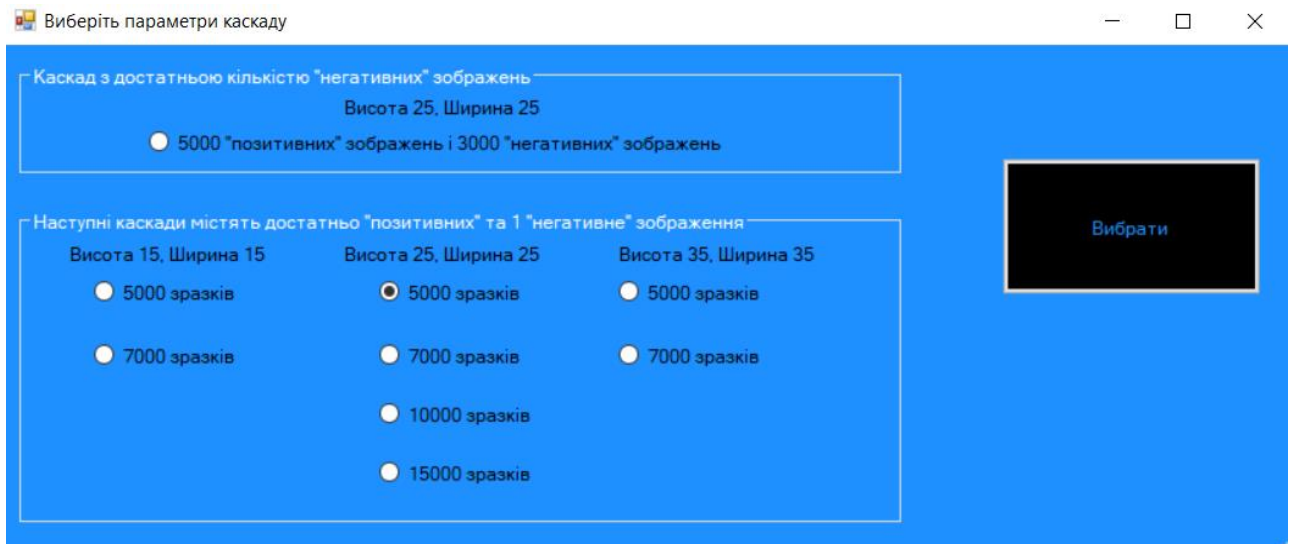 Виберіть параметри каскаду
Каскад з достатньою кількістю "негативних" зображень
Висота 25, Ширина 25
5000 "позитивних" зображень і 3000 "негативних" зображень
Вибрати
Наступні каскади містять достатньо "позитивних" та 1 "негативне" зображення
Висота 15, Ширина 15 Висота 25, Ширина 25 Висота 35, Ширина 35
5000 зразків 5000 зразків 5000 зразків
7000 зразків 7000 зразків 7000 зразків
10000 зразків
15000 зразків